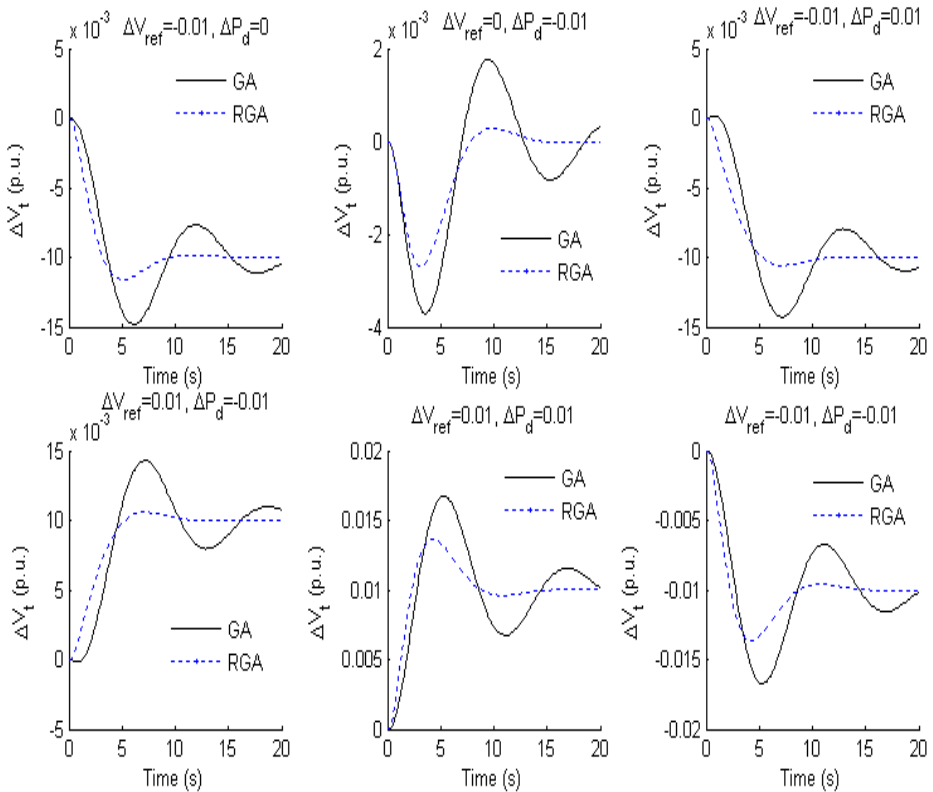 x 10⁻³ ΔV_ref=-0.01, ΔP_d=0
5
0
-5
-10
-15
ΔV_t (p.u.)
GA
RGA
0 5 10 15 20
Time (s)
x 10⁻³ ΔV_ref=0, ΔP_d=-0.01
2
0
-2
-4
ΔV_t (p.u.)
GA
RGA
0 5 10 15 20
Time (s)
x 10⁻³ ΔV_ref=-0.01, ΔP_d=0.01
5
0
-5
-10
-15
ΔV_t (p.u.)
GA
RGA
0 5 10 15 20
Time (s)
x 10⁻³ ΔV_ref=0.01, ΔP_d=-0.01
15
10
5
0
-5
ΔV_t (p.u.)
GA
RGA
0 5 10 15 20
Time (s)
ΔV_ref=0.01, ΔP_d=0.01
0.02
0.015
0.01
0.005
0
ΔV_t (p.u.)
GA
RGA
0 5 10 15 20
Time (s)
ΔV_ref=-0.01, ΔP_d=-0.01
0
-0.005
-0.01
-0.015
-0.02
ΔV_t (p.u.)
GA
RGA
0 5 10 15 20
Time (s)